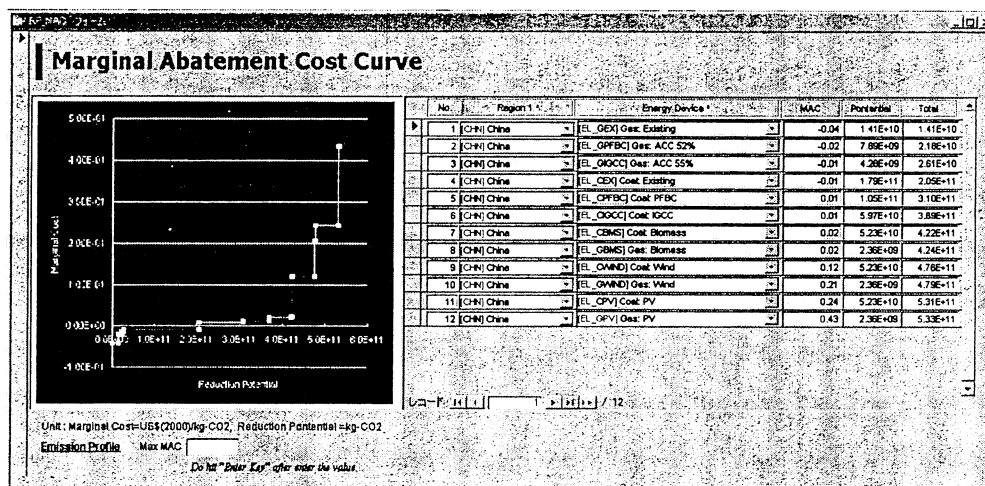 Marginal Abatement Cost Curve
5.00E-01
4.00E-01
3.00E-01
2.00E-01
1.00E-01
0.00E+00
-1.00E-01
Marginal Cost
1.0E+11 2.0E+11 3.0E+11 4.0E+11 5.0E+11 6.0E+11
Reduction Potential
No. Region 1 Energy Device MAC Pontential Total
1 [CHN] China [EL_GEX] Gas: Existing -0.04 1.41E+10 1.41E+10
2 [CHN] China [EL_GPFBC] Gas: ACC 52% -0.02 7.89E+09 2.18E+10
3 [CHN] China [EL_GIGCC] Gas: ACC 55% -0.01 4.28E+09 2.61E+10
4 [CHN] China [EL_CEX] Coal: Existing -0.01 1.79E+11 2.05E+11
5 [CHN] China [EL_CPFBC] Coal: PFBC 0.01 1.05E+11 3.10E+11
6 [CHN] China [EL_CIGCC] Coal: IGCC 0.01 5.97E+10 3.69E+11
7 [CHN] China [EL_CBMS] Coal: Biomass 0.02 5.23E+10 4.22E+11
8 [CHN] China [EL_GBMS] Gas: Biomass 0.02 2.36E+09 4.24E+11
9 [CHN] China [EL_CWIND] Coal: Wind 0.12 5.23E+10 4.76E+11
10 [CHN] China [EL_GWIND] Gas: Wind 0.21 2.36E+09 4.79E+11
11 [CHN] China [EL_CPV] Coal: PV 0.24 5.23E+10 5.31E+11
12 [CHN] China [EL_GPV] Gas: PV 0.43 2.36E+09 5.33E+11
レコード: 1 / 12
Unit : Marginal Cost=US$(2000)/kg-CO2, Reduction Pontential =kg-CO2
Emission Profile Max MAC
Do hit "Enter Key" after enter the value.